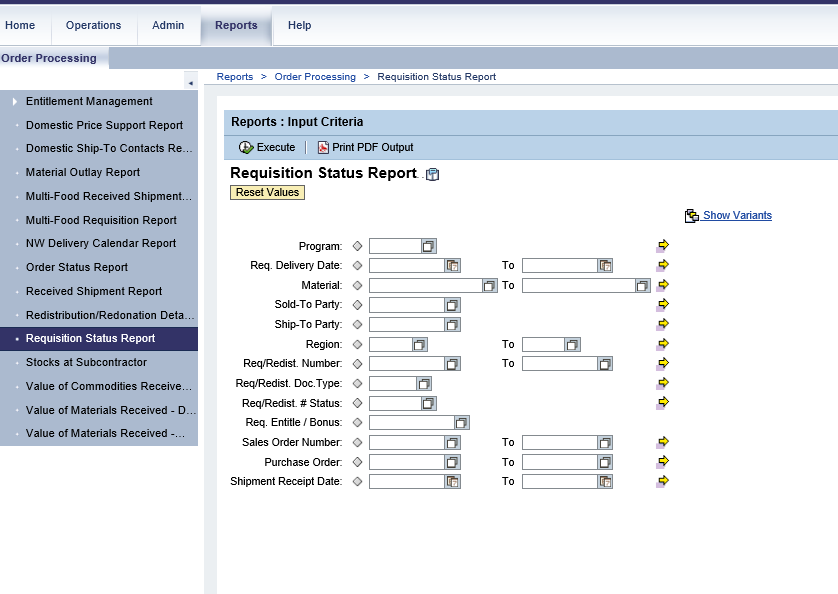 Home Operations Admin Reports Help
Order Processing
Reports > Order Processing > Requisition Status Report
Entitlement Management
Domestic Price Support Report
Domestic Ship-To Contacts Re...
Material Outlay Report
Multi-Food Received Shipment...
Multi-Food Requisition Report
NW Delivery Calendar Report
Order Status Report
Received Shipment Report
Redistribution/Redonation Deta...
Requisition Status Report
Stocks at Subcontractor
Value of Commodities Receive...
Value of Materials Received - D...
Value of Materials Received -...
Reports : Input Criteria
Execute Print PDF Output
Requisition Status Report
Reset Values
Show Variants
Program:
Req. Delivery Date: To
Material: To
Sold-To Party:
Ship-To Party:
Region: To
Req/Redist. Number: To
Req/Redist. Doc.Type:
Req/Redist. # Status:
Req. Entitle / Bonus:
Sales Order Number: To
Purchase Order: To
Shipment Receipt Date: To